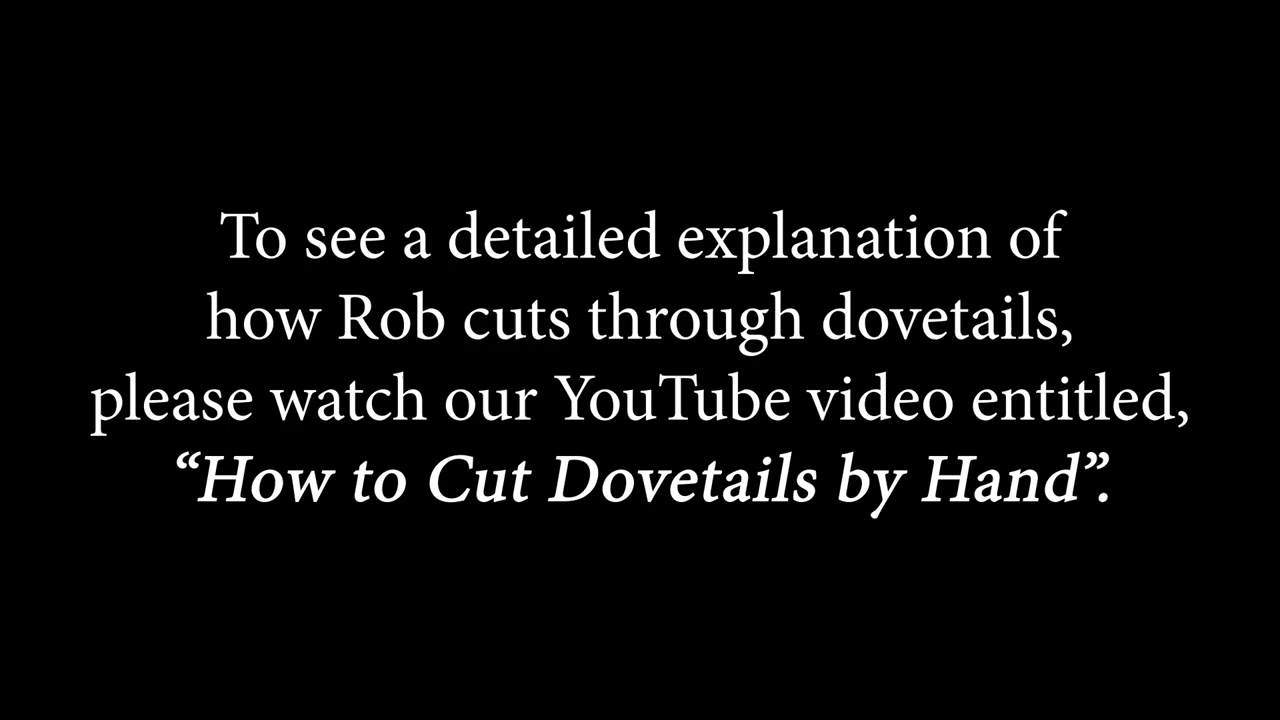 To see a detailed explanation of
how Rob cuts through dovetails,
please watch our YouTube video entitled,
“How to Cut Dovetails by Hand”.